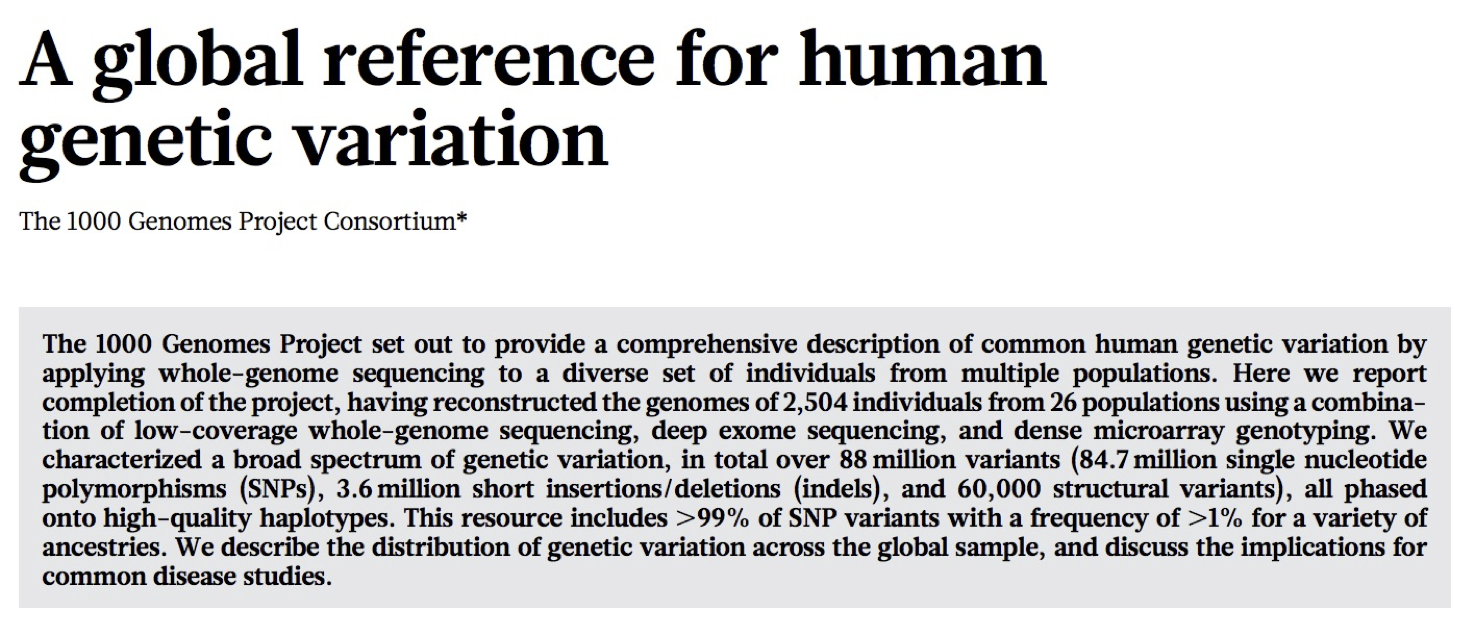 A global reference for human
genetic variation
The 1000 Genomes Project Consortium*
The 1000 Genomes Project set out to provide a comprehensive description of common human genetic variation by
applying whole-genome sequencing to a diverse set of individuals from multiple populations. Here we report
completion of the project, having reconstructed the genomes of 2,504 individuals from 26 populations using a combina-
tion of low-coverage whole-genome sequencing, deep exome sequencing, and dense microarray genotyping. We
characterized a broad spectrum of genetic variation, in total over 88 million variants (84.7 million single nucleotide
polymorphisms (SNPs), 3.6 million short insertions/deletions (indels), and 60,000 structural variants), all phased
onto high-quality haplotypes. This resource includes >99% of SNP variants with a frequency of >1% for a variety of
ancestries. We describe the distribution of genetic variation across the global sample, and discuss the implications for
common disease studies.